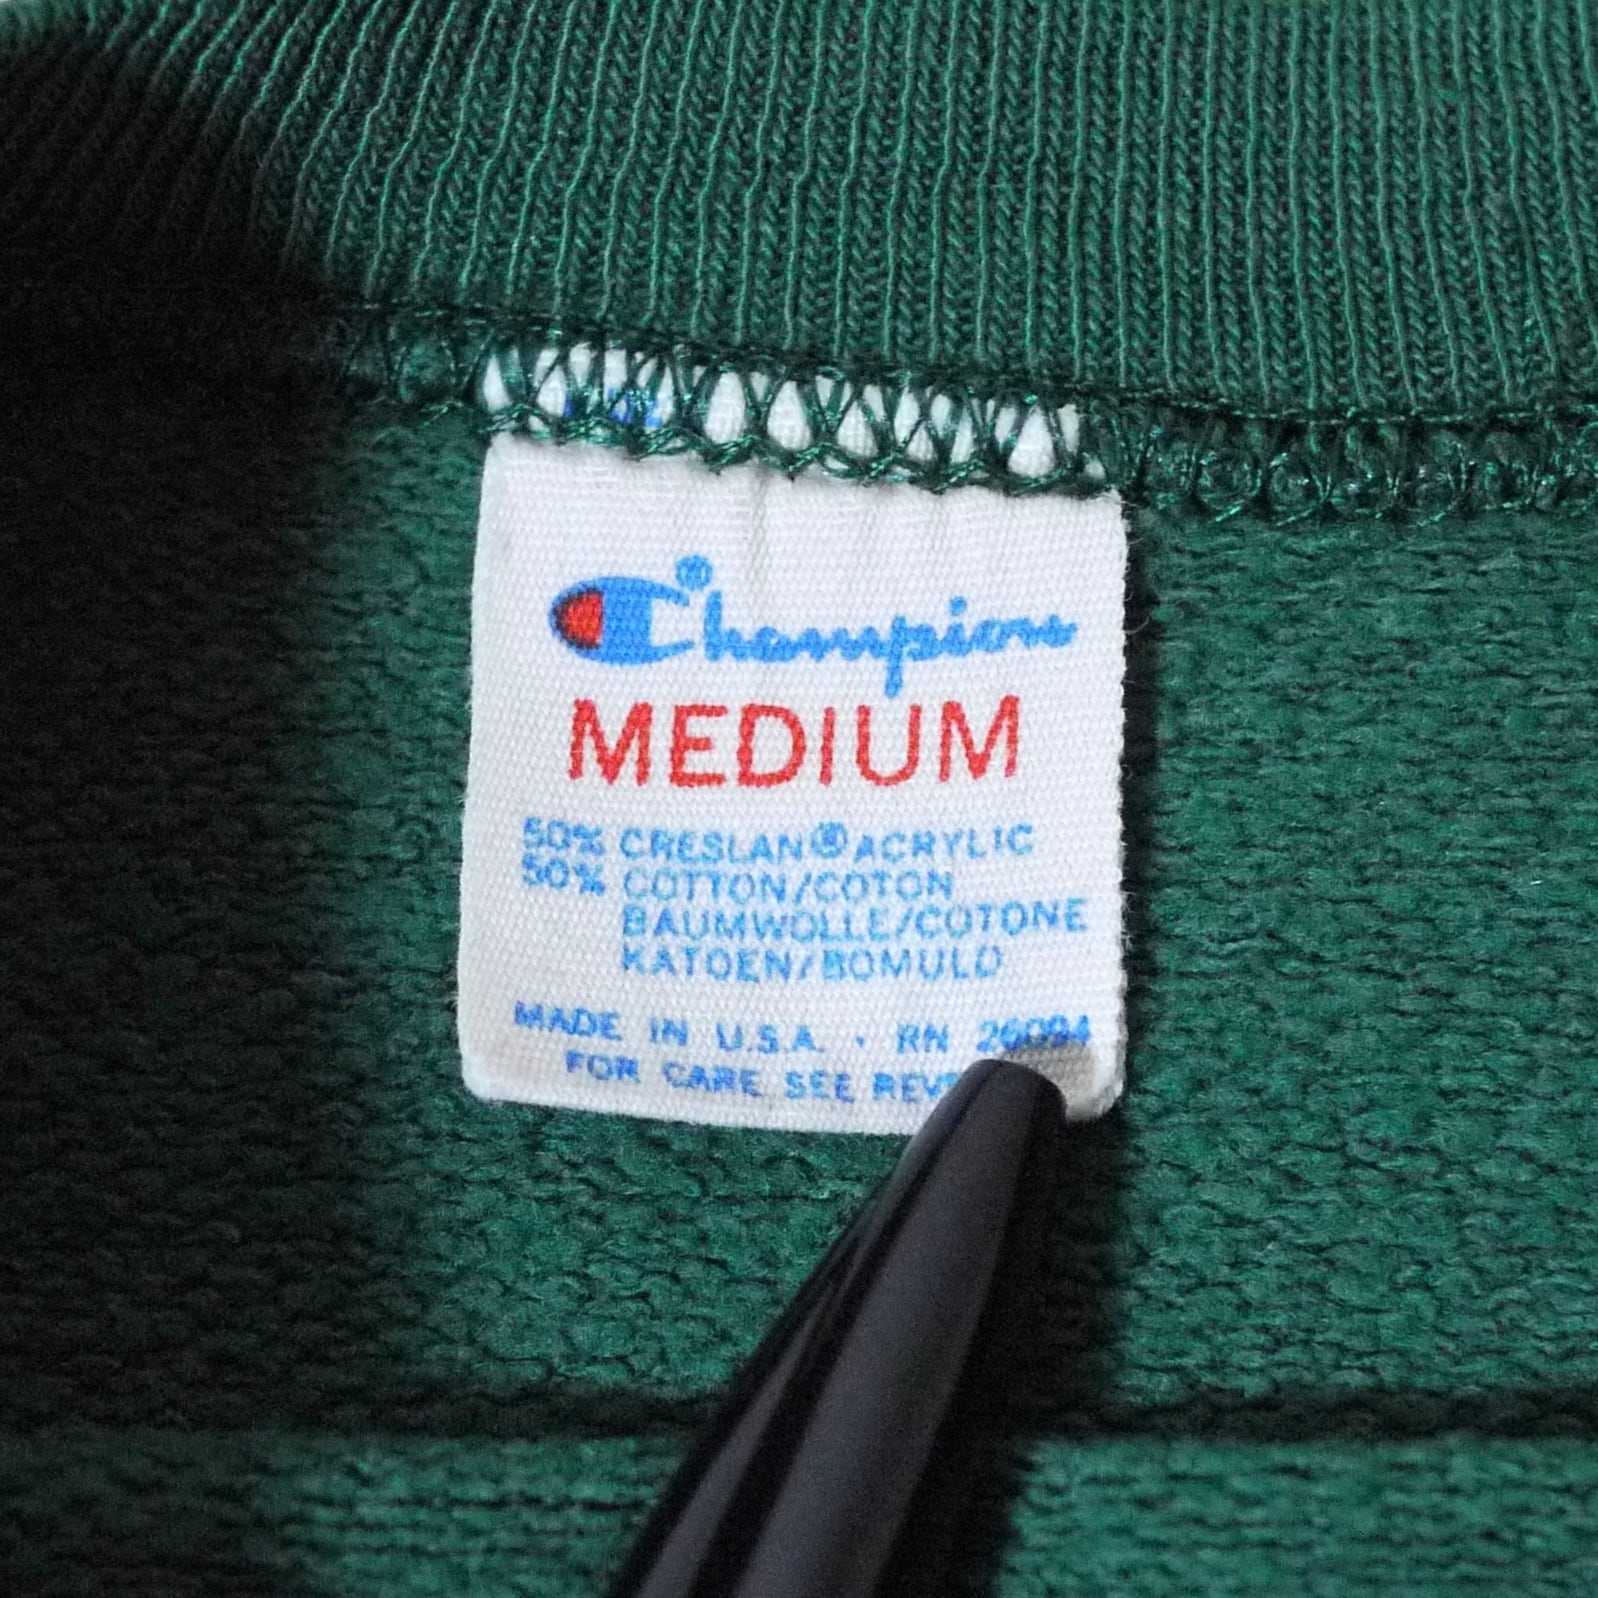 Champion®
MEDIUM
50% CRESLAN® ACRYLIC
50% COTTON/COTON
BAUMWOLLE/COTONE
KATOEN/BOMULD
MADE IN U.S.A. · RN 26094
FOR CARE SEE